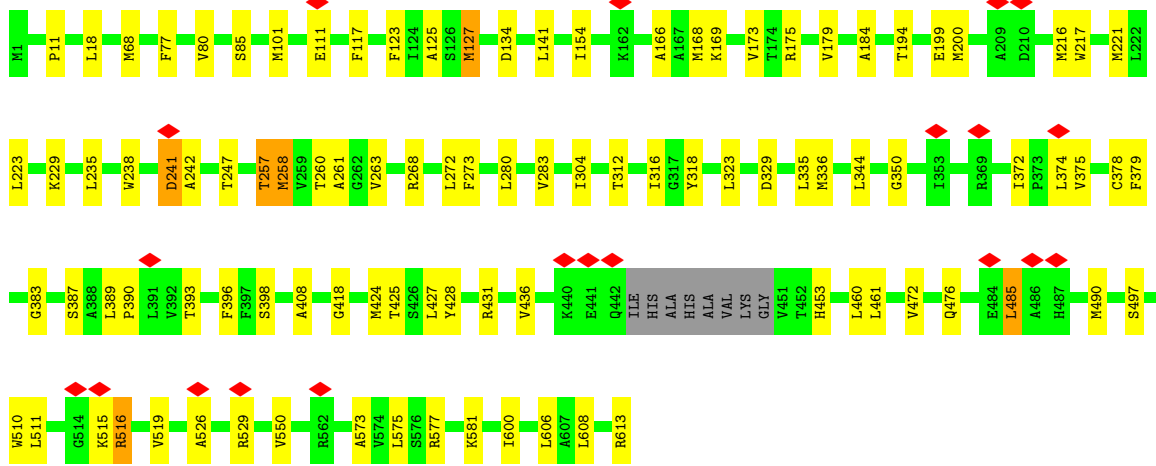 M1 P11 L18 M68 F77 V80 S85 M101 E111 F117 F123 I124 A125 S126 M127 D134 L141 I154 K162 A166 A167 M168 K169 V173 T174 R175 V179 A184 T194 E199 M200 A209 D210 M216 W217 M221 L222
L223 K229 L235 W238 D241 A242 T247 T257 M258 V259 T260 A261 G262 V263 R268 L272 F273 L280 V283 I304 T312 I316 G317 Y318 L323 D329 L335 M336 L344 G350 I353 R369 I372 P373 L374 V375 C378 F379
G383 S387 A388 L389 P390 L391 V392 T393 F396 F397 S398 A408 G418 M424 T425 S426 L427 Y428 R431 V436 K440 E441 Q442 ILE HIS ALA HIS ALA VAL LYS GLY V451 T452 H453 L460 L461 V472 Q476 E484 L485 A486 H487 M490 S497
W510 L511 G514 K515 R516 V519 A526 R529 V550 R562 A573 V574 L575 S576 R577 K581 I600 L606 A607 L608 R613